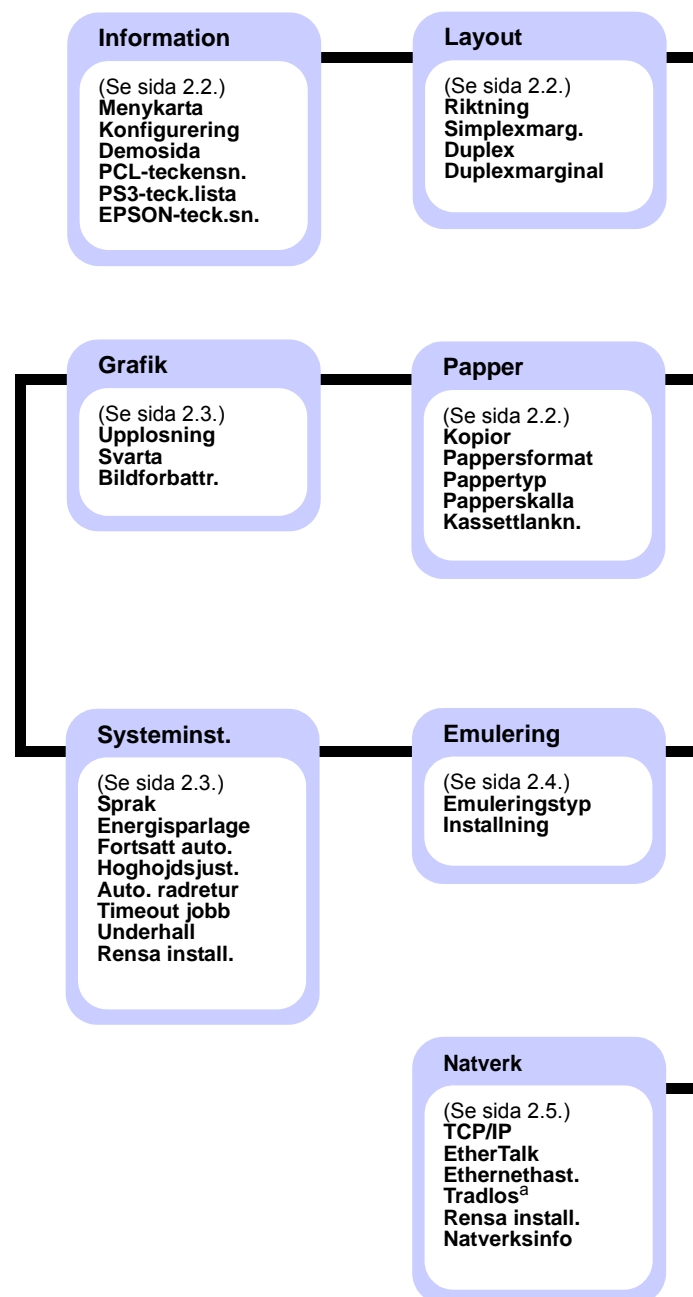 Information
(Se sida 2.2.)
Menykarta
Konfigurering
Demosida
PCL-teckensn.
PS3-teck.lista
EPSON-teck.sn.
Layout
(Se sida 2.2.)
Riktning
Simplexmarg.
Duplex
Duplexmarginal
Grafik
(Se sida 2.3.)
Upplosning
Svarta
Bildforbattr.
Papper
(Se sida 2.2.)
Kopior
Pappersformat
Pappertyp
Papperskalla
Kassettlankn.
Systeminst.
(Se sida 2.3.)
Sprak
Energisparlage
Fortsatt auto.
Hoghojdsjust.
Auto. radretur
Timeout jobb
Underhall
Rensa install.
Emulering
(Se sida 2.4.)
Emuleringstyp
Installning
Natverk
(Se sida 2.5.)
TCP/IP
EtherTalk
Ethernethast.
Tradlosa
Rensa install.
Natverksinfo